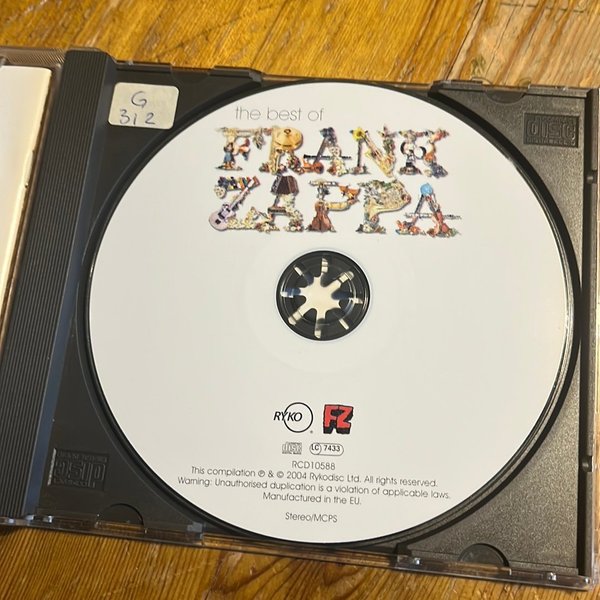 G
312
the best of
FRANK
ZAPPA
DISC
RYKO
FZ
LC 7433
RCD10588
This compilation ℗ & © 2004 Rykodisc Ltd. All rights reserved.
Warning: Unauthorised duplication is a violation of applicable laws.
Manufactured in the EU.
Stereo/MCPS